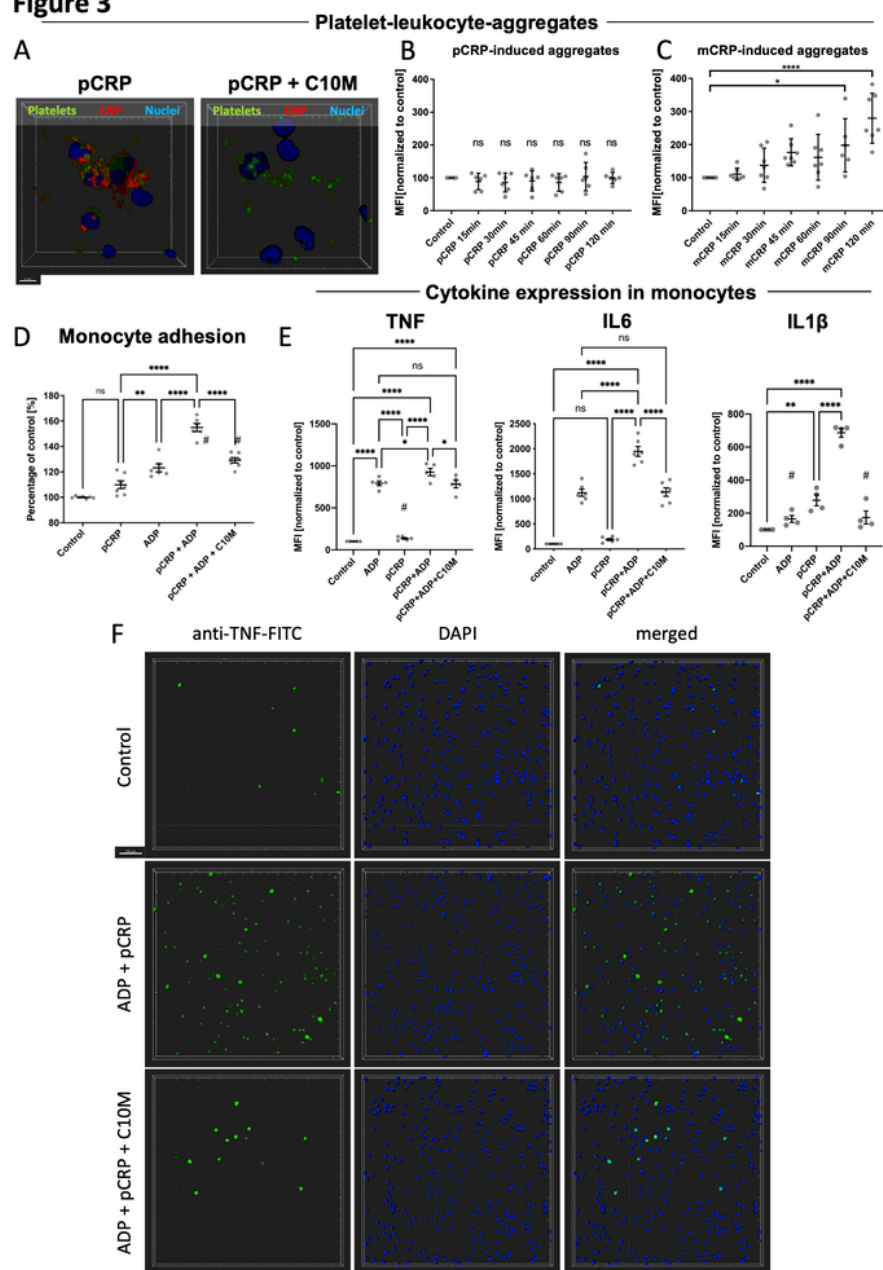 Figure 3
Platelet-leukocyte-aggregates
A
pCRP
pCRP + C10M
Platelets CRP Nuclei
Platelets CRP Nuclei
B
pCRP-induced aggregates
MFI[normalized to control]
400
300
200
100
0
ns ns ns ns ns ns
Control
pCRP 15min
pCRP 30min
pCRP 45 min
pCRP 60min
pCRP 90min
pCRP 120 min
C
mCRP-induced aggregates
MFI[normalized to control]
400
300
200
100
0
****
*
Control
mCRP 15min
mCRP 30min
mCRP 45 min
mCRP 60min
mCRP 90min
mCRP 120 min
Cytokine expression in monocytes
D
Monocyte adhesion
Percentage of control [%]
180
160
140
120
100
80
****
ns ** **** ****
# #
Control
pCRP
ADP
pCRP + ADP
pCRP + ADP + C10M
E
TNF
MFI [normalized to control]
1500
1000
500
0
****
ns
****
**** ****
**** * *
#
Control
ADP
pCRP
pCRP+ADP
pCRP+ADP+C10M
IL6
MFI [normalized to control]
2500
2000
1500
1000
500
0
ns
****
****
ns **** ****
control
ADP
pCRP
pCRP+ADP
pCRP+ADP+C10M
IL1β
MFI [normalized to control]
800
600
400
200
0
****
** ****
# #
Control
ADP
pCRP
pCRP+ADP
pCRP+ADP+C10M
F
anti-TNF-FITC DAPI merged
Control
ADP + pCRP
ADP + pCRP + C10M